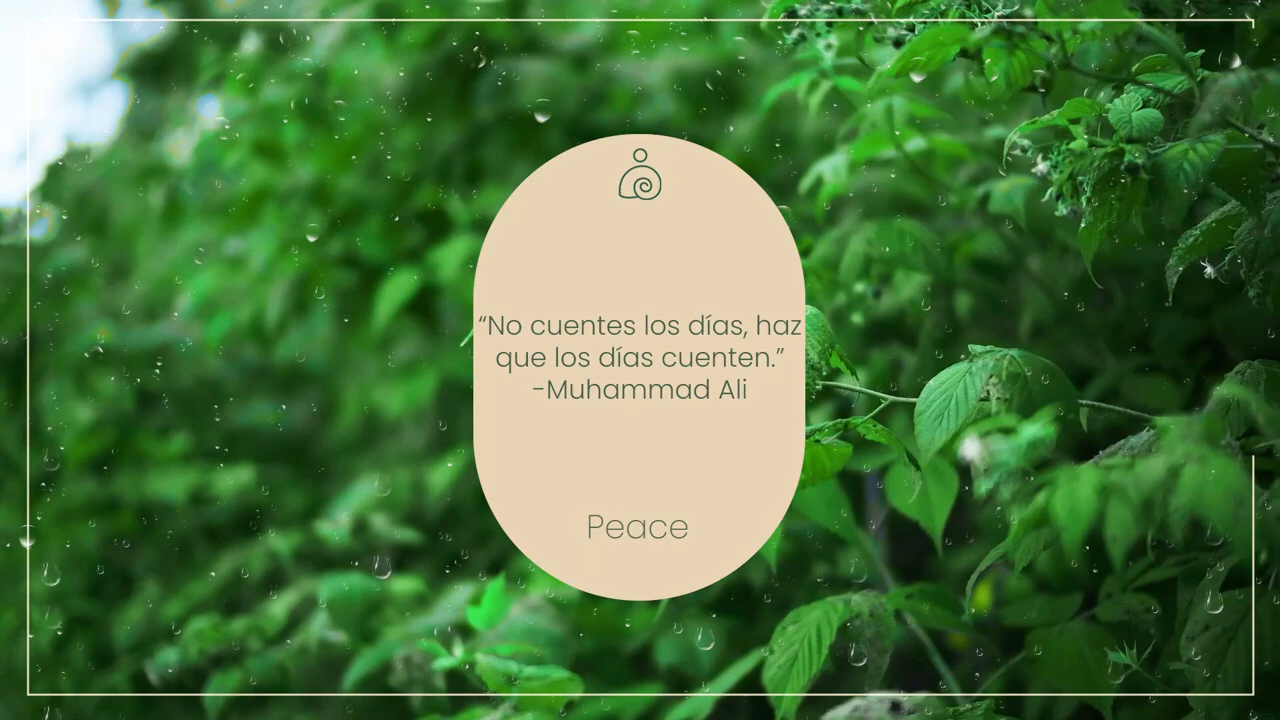 “No cuentes los días, haz
que los días cuenten.”
-Muhammad Ali
Peace